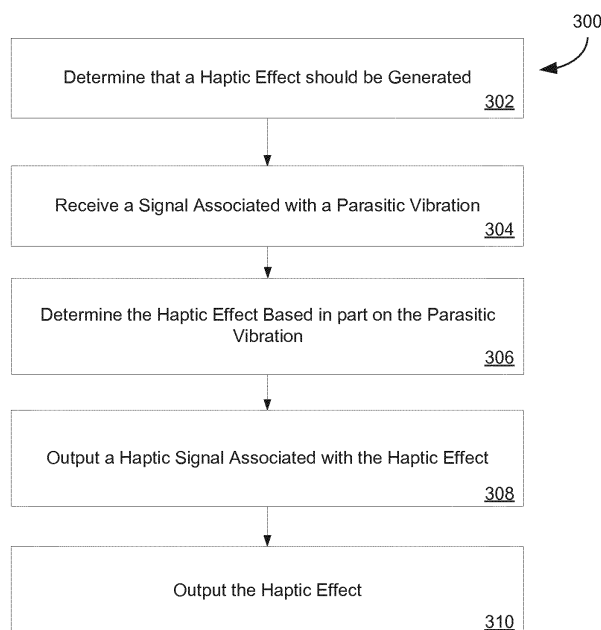 300
Determine that a Haptic Effect should be Generated
302
Receive a Signal Associated with a Parasitic Vibration
304
Determine the Haptic Effect Based in part on the Parasitic
Vibration
306
Output a Haptic Signal Associated with the Haptic Effect
308
Output the Haptic Effect
310